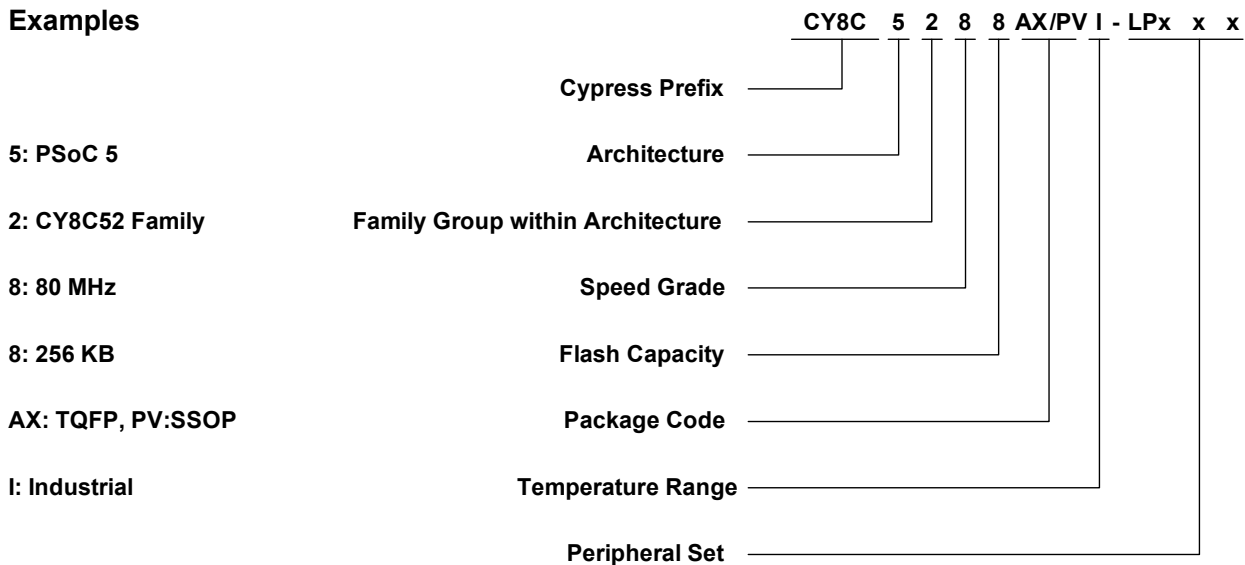 Examples CY8C 5 2 8 8 AX/PV I - LPx x x
Cypress Prefix
5: PSoC 5 Architecture
2: CY8C52 Family Family Group within Architecture
8: 80 MHz Speed Grade
8: 256 KB Flash Capacity
AX: TQFP, PV:SSOP Package Code
I: Industrial Temperature Range
Peripheral Set